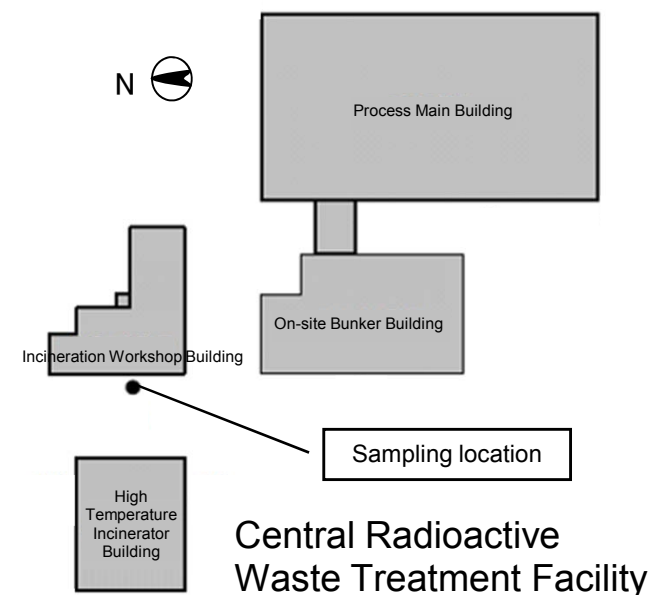 N
Process Main Building
On-site Bunker Building
Incineration Workshop Building
Sampling location
High
Temperature
Incinerator
Building
Central Radioactive
Waste Treatment Facility